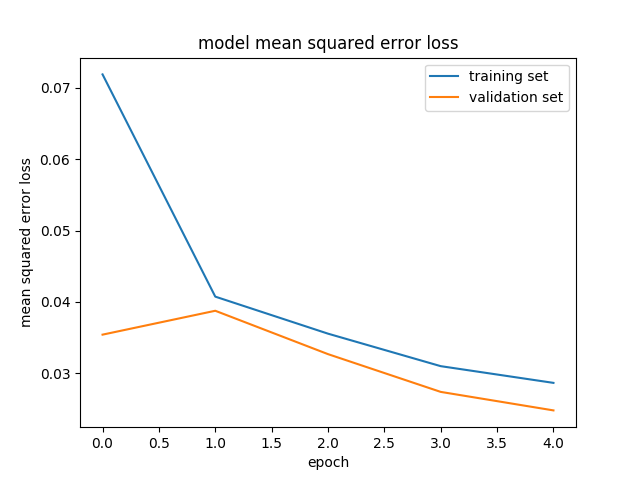 model mean squared error loss
training set
validation set
0.07
0.06
0.05
0.04
0.03
mean squared error loss
0.0 0.5 1.0 1.5 2.0 2.5 3.0 3.5 4.0
epoch